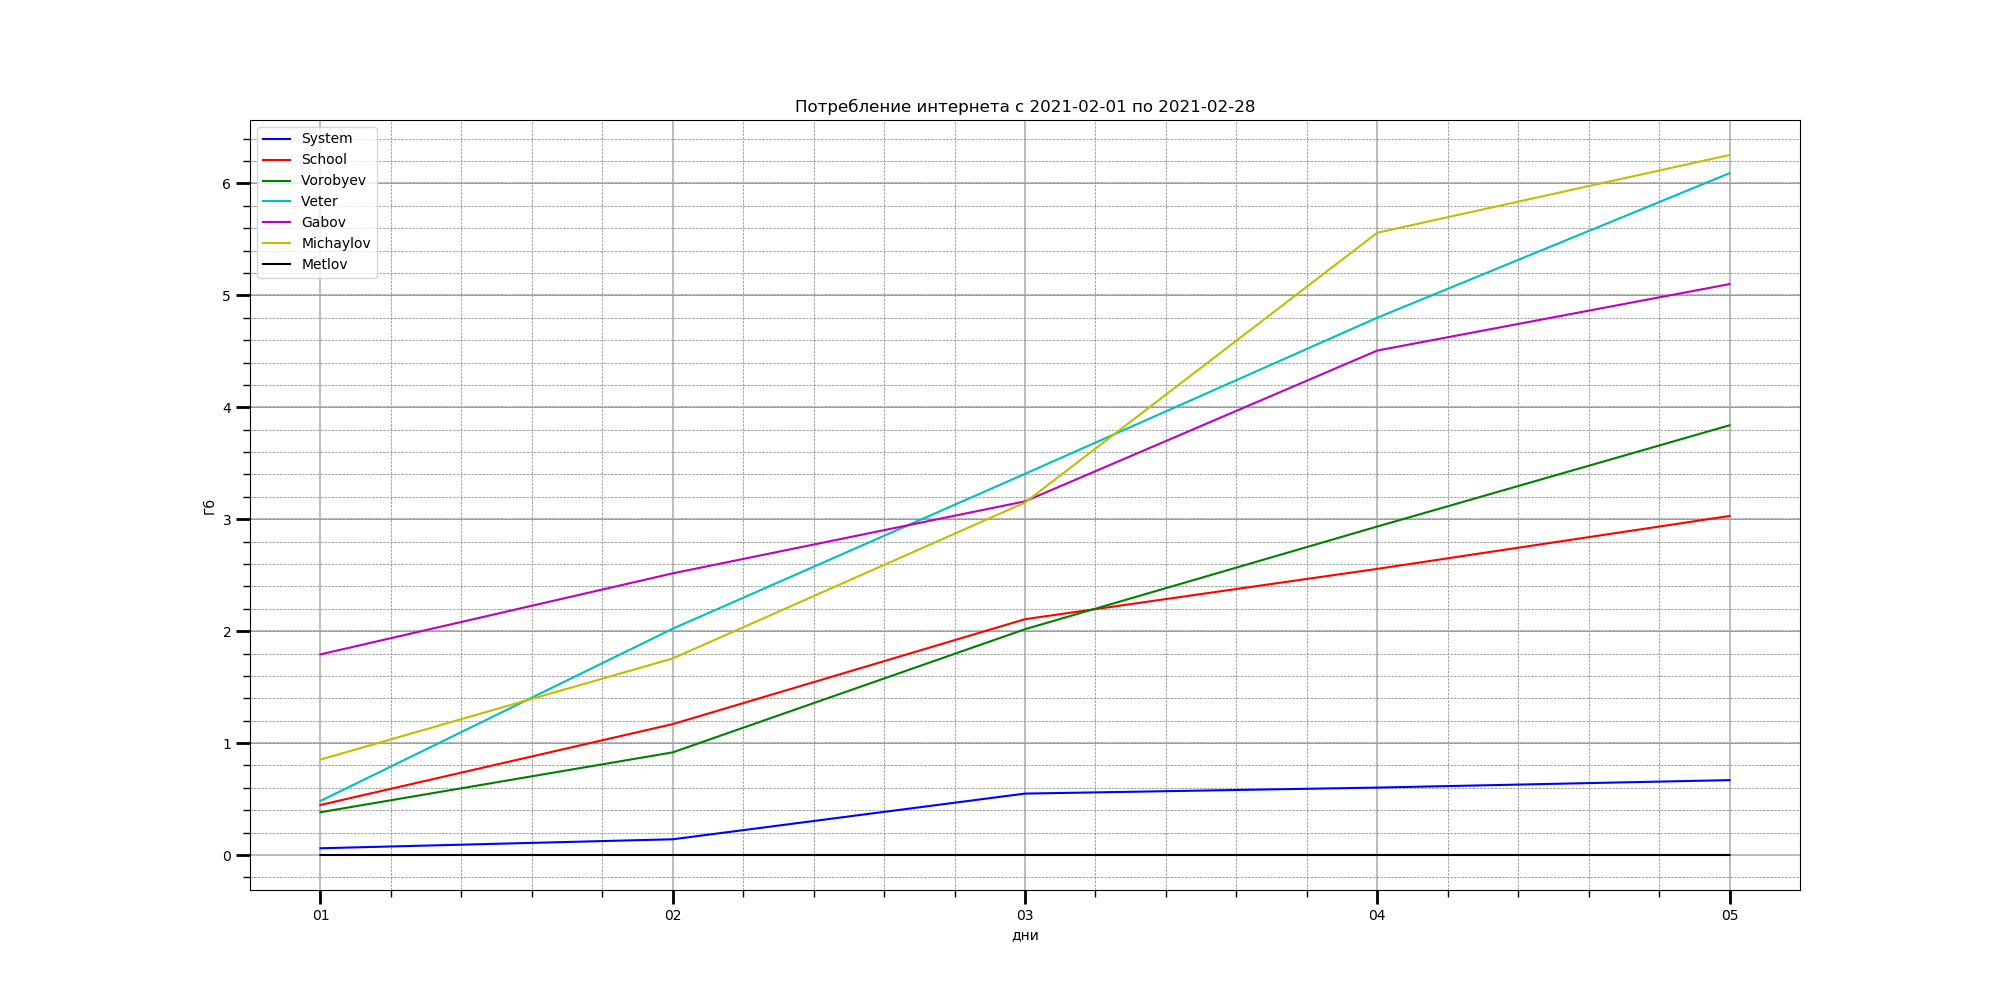 Потребление интернета с 2021-02-01 по 2021-02-28
System
School
Vorobyev
Veter
Gabov
Michaylov
Metlov
6
5
4
3
2
1
0
Гб
01 02 03 04 05
дни